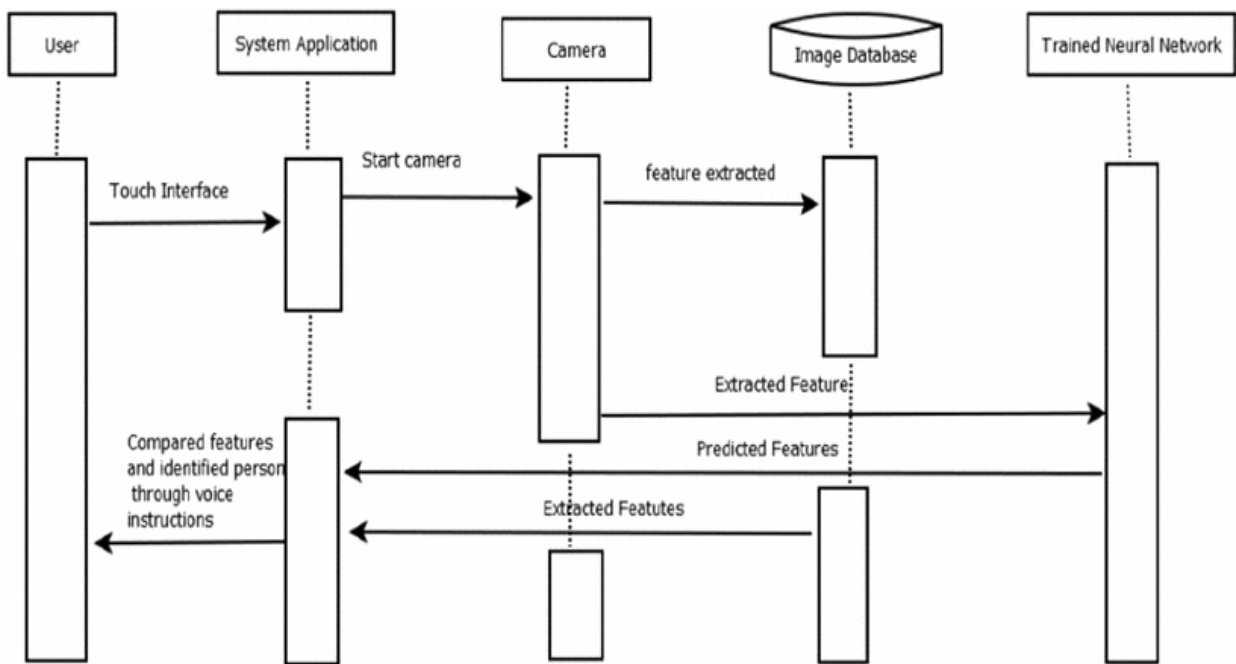 User
System Application
Camera
Image Database
Trained Neural Network
Start camera
feature extracted
Touch Interface
Extracted Feature
Predicted Features
Compared features
and identified person
through voice
instructions
Extracted Featutes